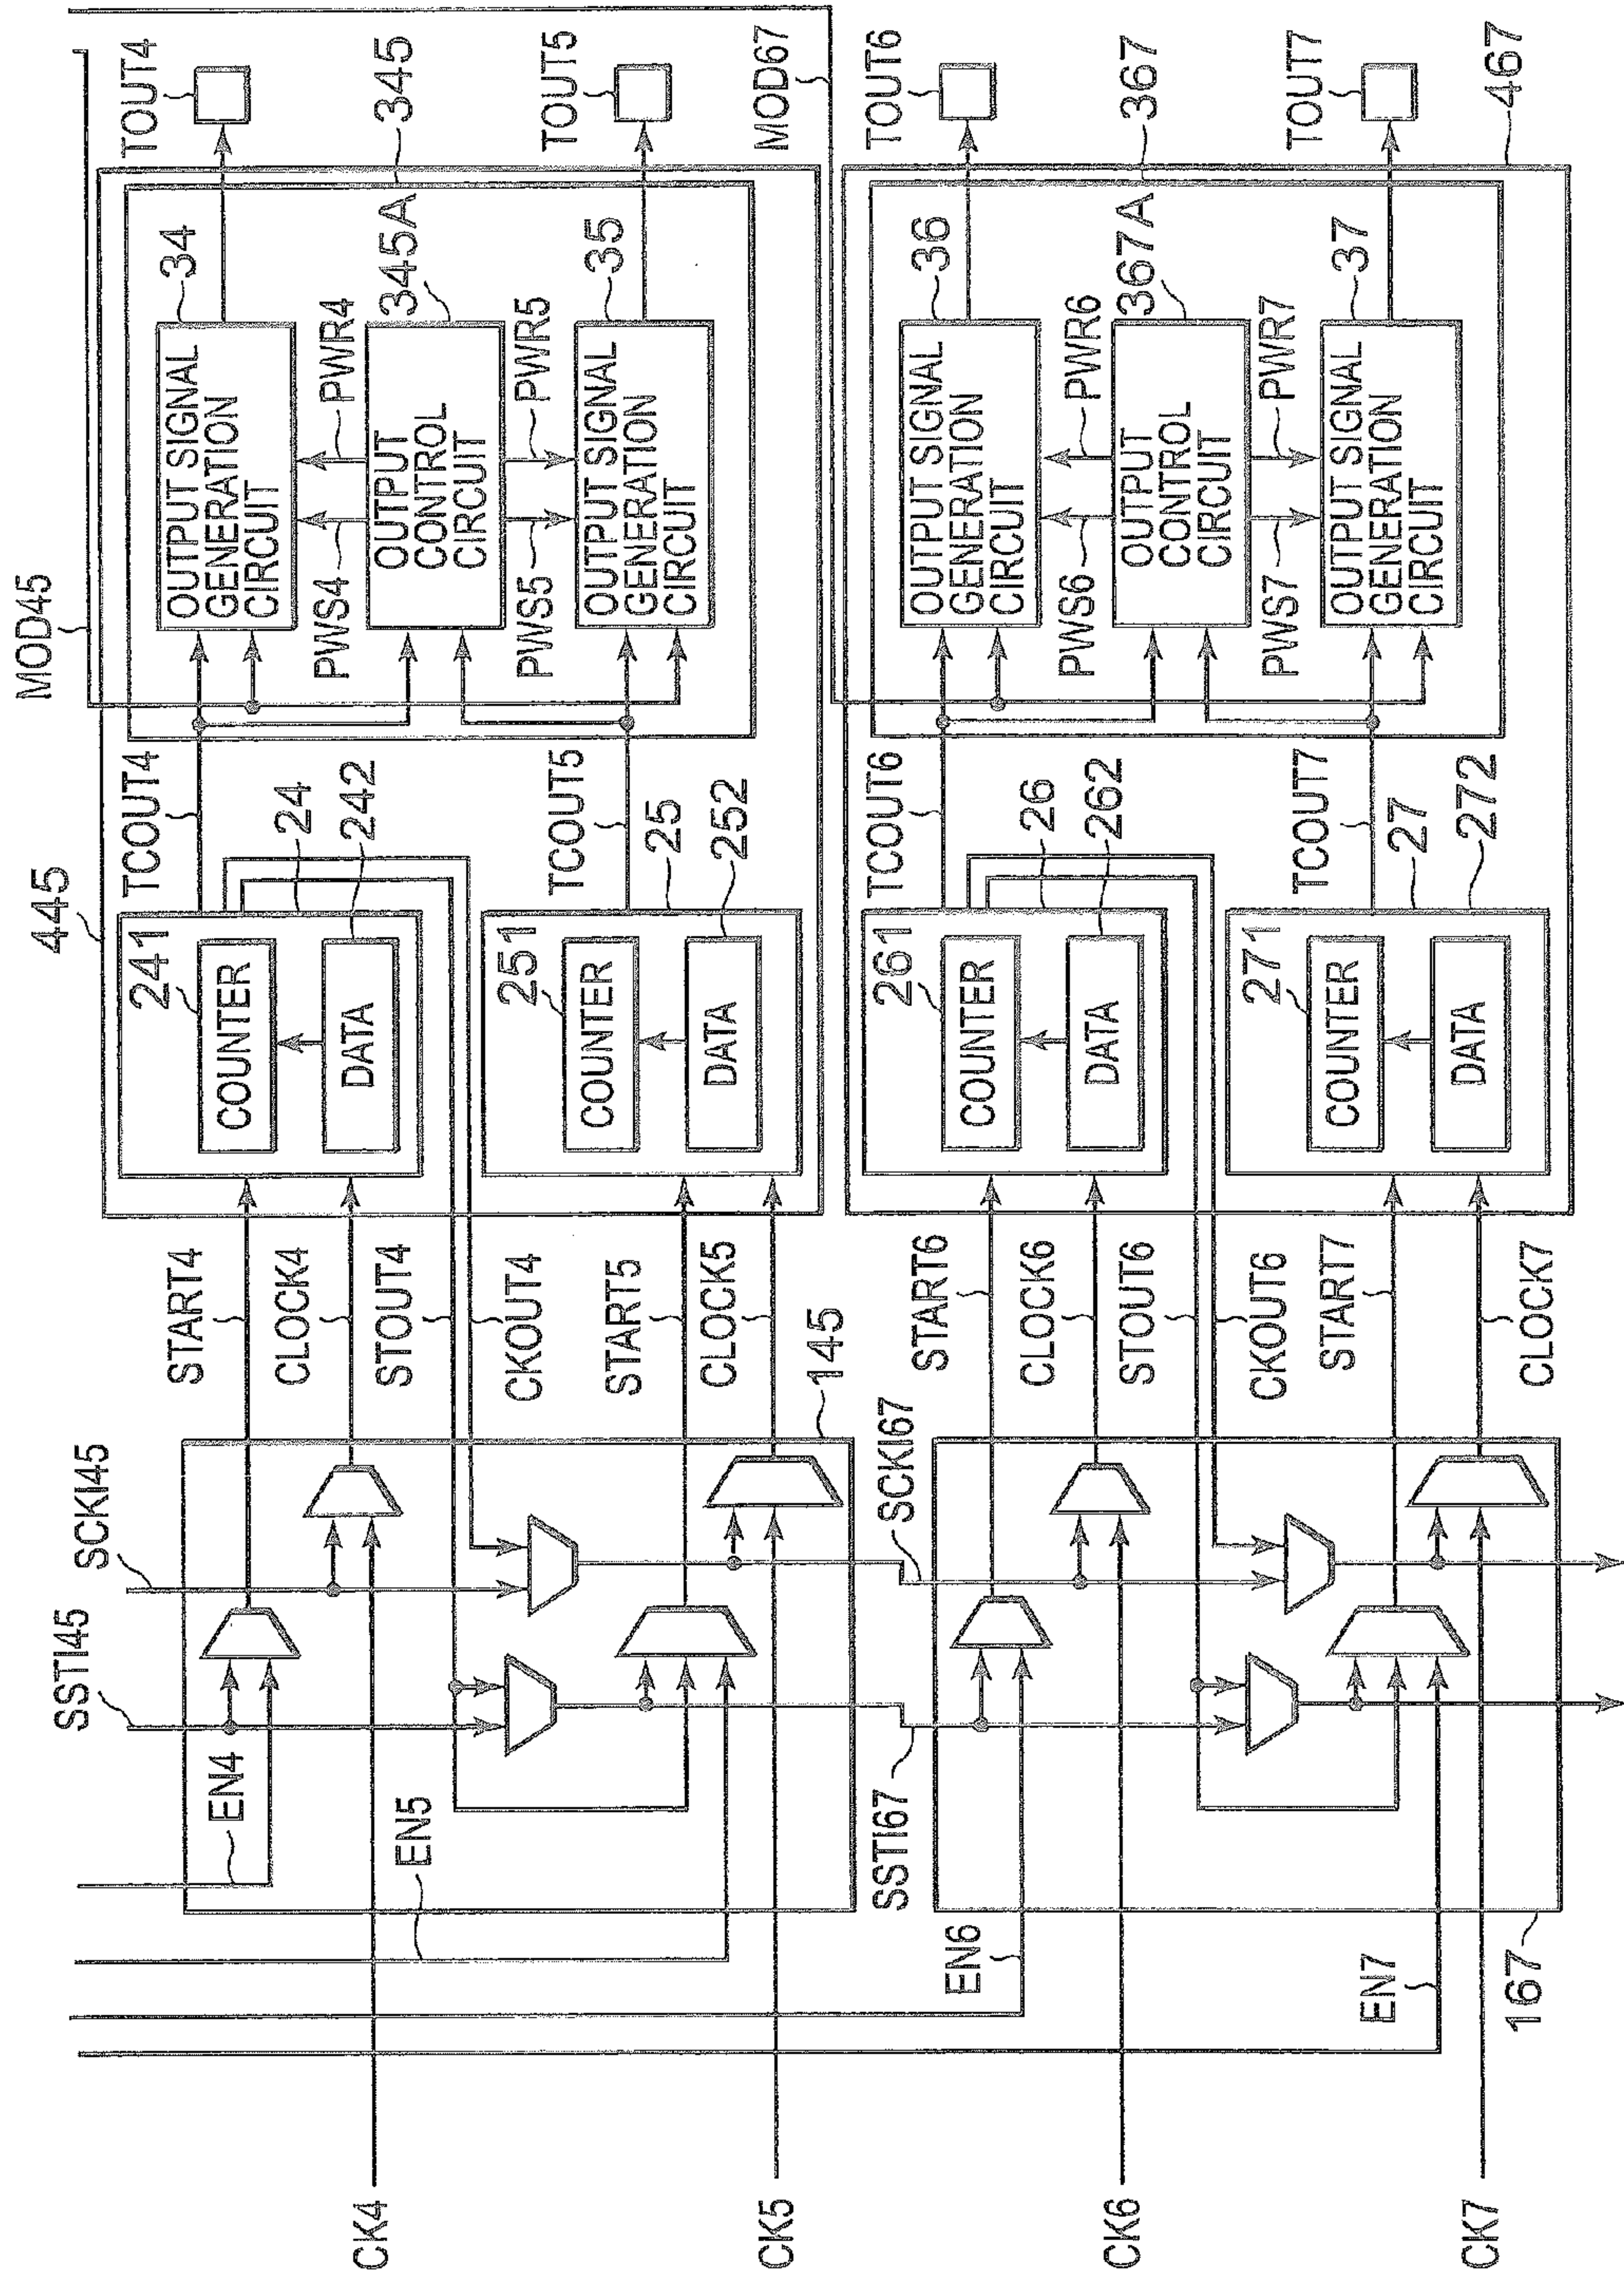 MOD45
445
TCOUT4
TOUT4
34
OUTPUT SIGNAL
GENERATION
CIRCUIT
PWS4
PWR4
345
345A
OUTPUT
CONTROL
CIRCUIT
PWS5
PWR5
35
OUTPUT SIGNAL
GENERATION
CIRCUIT
TOUT5
SSTI45
SCKI45
EN4
START4
241
24
COUNTER
242
DATA
CLOCK4
STOUT4
CKOUT4
CK4
EN5
START5
CLOCK5
145
TCOUT5
251
25
COUNTER
252
DATA
CK5
MOD67
SSTI67
SCKI67
EN6
START6
CLOCK6
STOUT6
CKOUT6
CK6
TCOUT6
261
26
COUNTER
262
DATA
TOUT6
36
OUTPUT SIGNAL
GENERATION
CIRCUIT
PWS6
PWR6
367
367A
OUTPUT
CONTROL
CIRCUIT
PWS7
PWR7
37
OUTPUT SIGNAL
GENERATION
CIRCUIT
TOUT7
467
EN7
START7
CLOCK7
167
TCOUT7
271
27
COUNTER
272
DATA
CK7